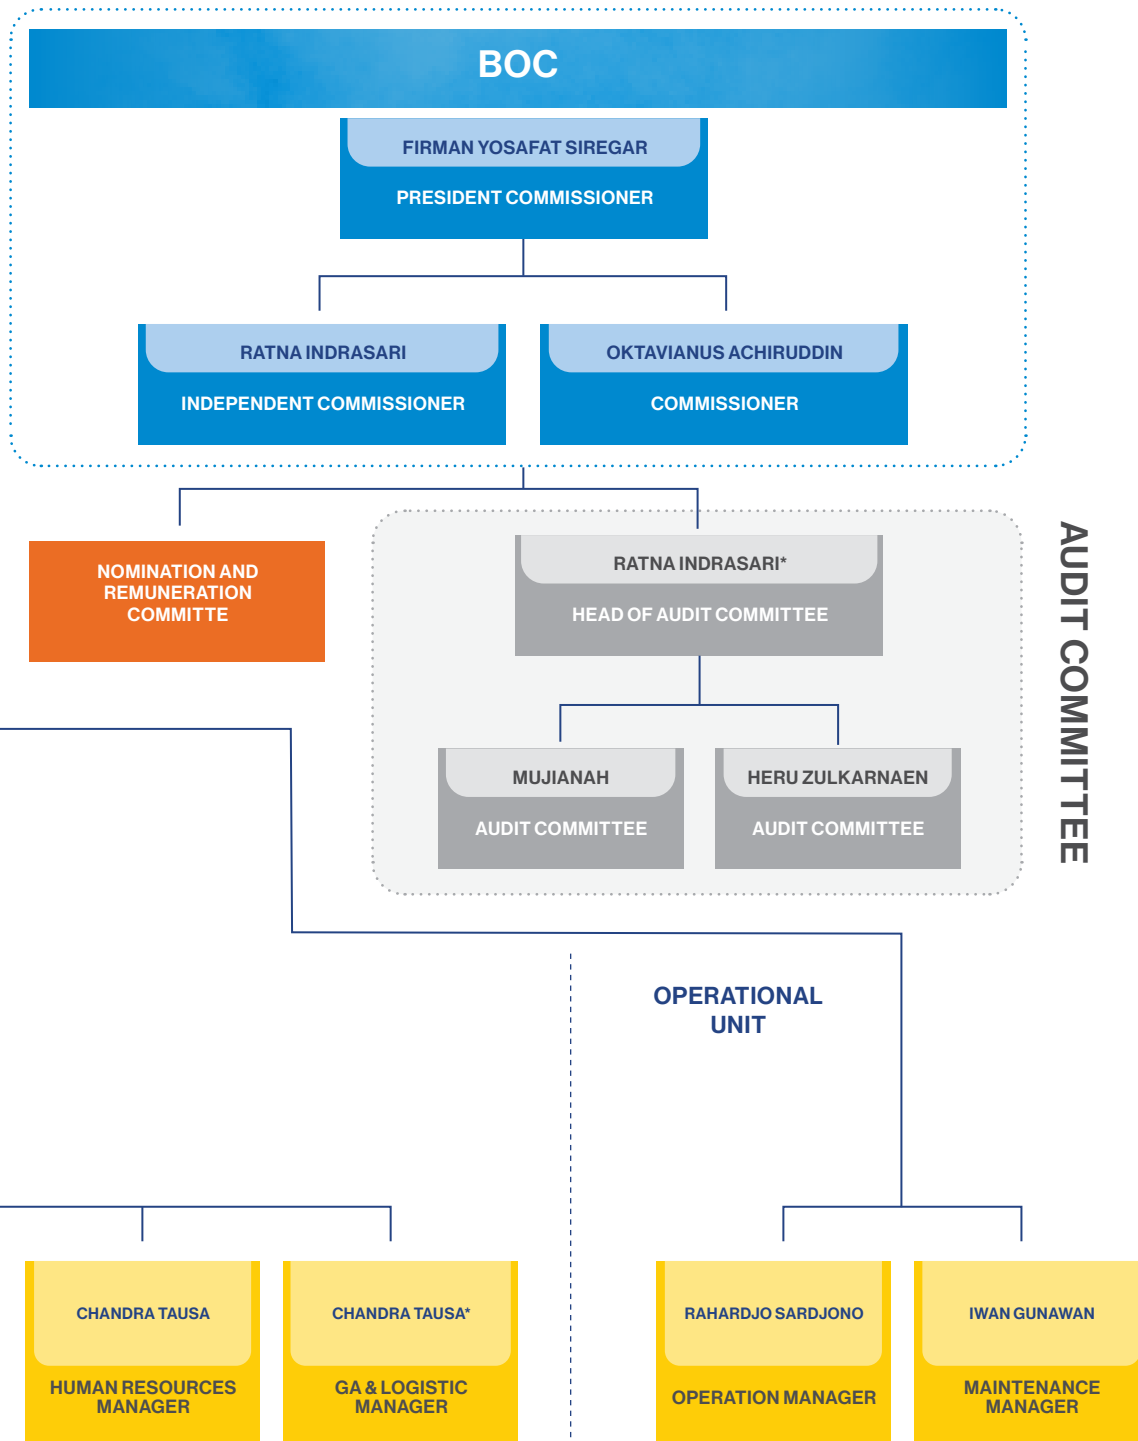 BOC
FIRMAN YOSAFAT SIREGAR
PRESIDENT COMMISSIONER
RATNA INDRASARI
INDEPENDENT COMMISSIONER
OKTAVIANUS ACHIRUDDIN
COMMISSIONER
NOMINATION AND
REMUNERATION
COMMITTE
RATNA INDRASARI*
HEAD OF AUDIT COMMITTEE
MUJIANAH
AUDIT COMMITTEE
HERU ZULKARNAEN
AUDIT COMMITTEE
AUDIT COMMITTEE
OPERATIONAL
UNIT
CHANDRA TAUSA
HUMAN RESOURCES
MANAGER
CHANDRA TAUSA*
GA & LOGISTIC
MANAGER
RAHARDJO SARDJONO
OPERATION MANAGER
IWAN GUNAWAN
MAINTENANCE
MANAGER